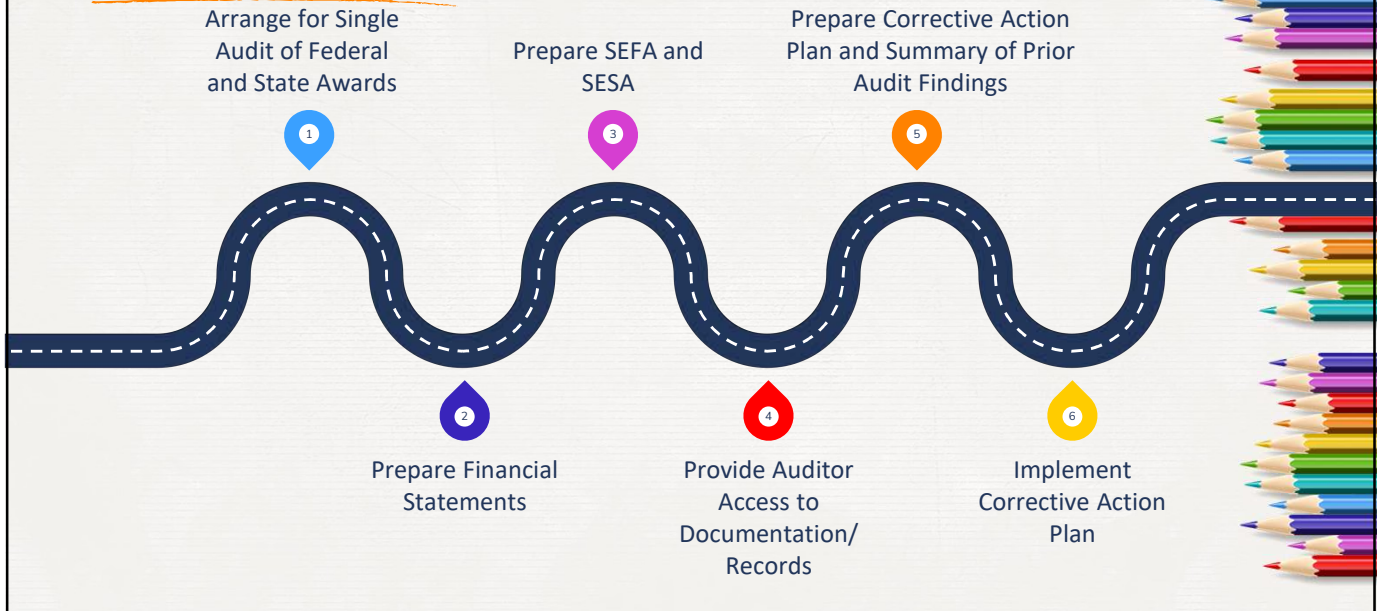 Arrange for Single
Audit of Federal
and State Awards
1
2
Prepare Financial
Statements
Prepare SEFA and
SESA
3
4
Provide Auditor
Access to
Documentation/
Records
Prepare Corrective Action
Plan and Summary of Prior
Audit Findings
5
6
Implement
Corrective Action
Plan